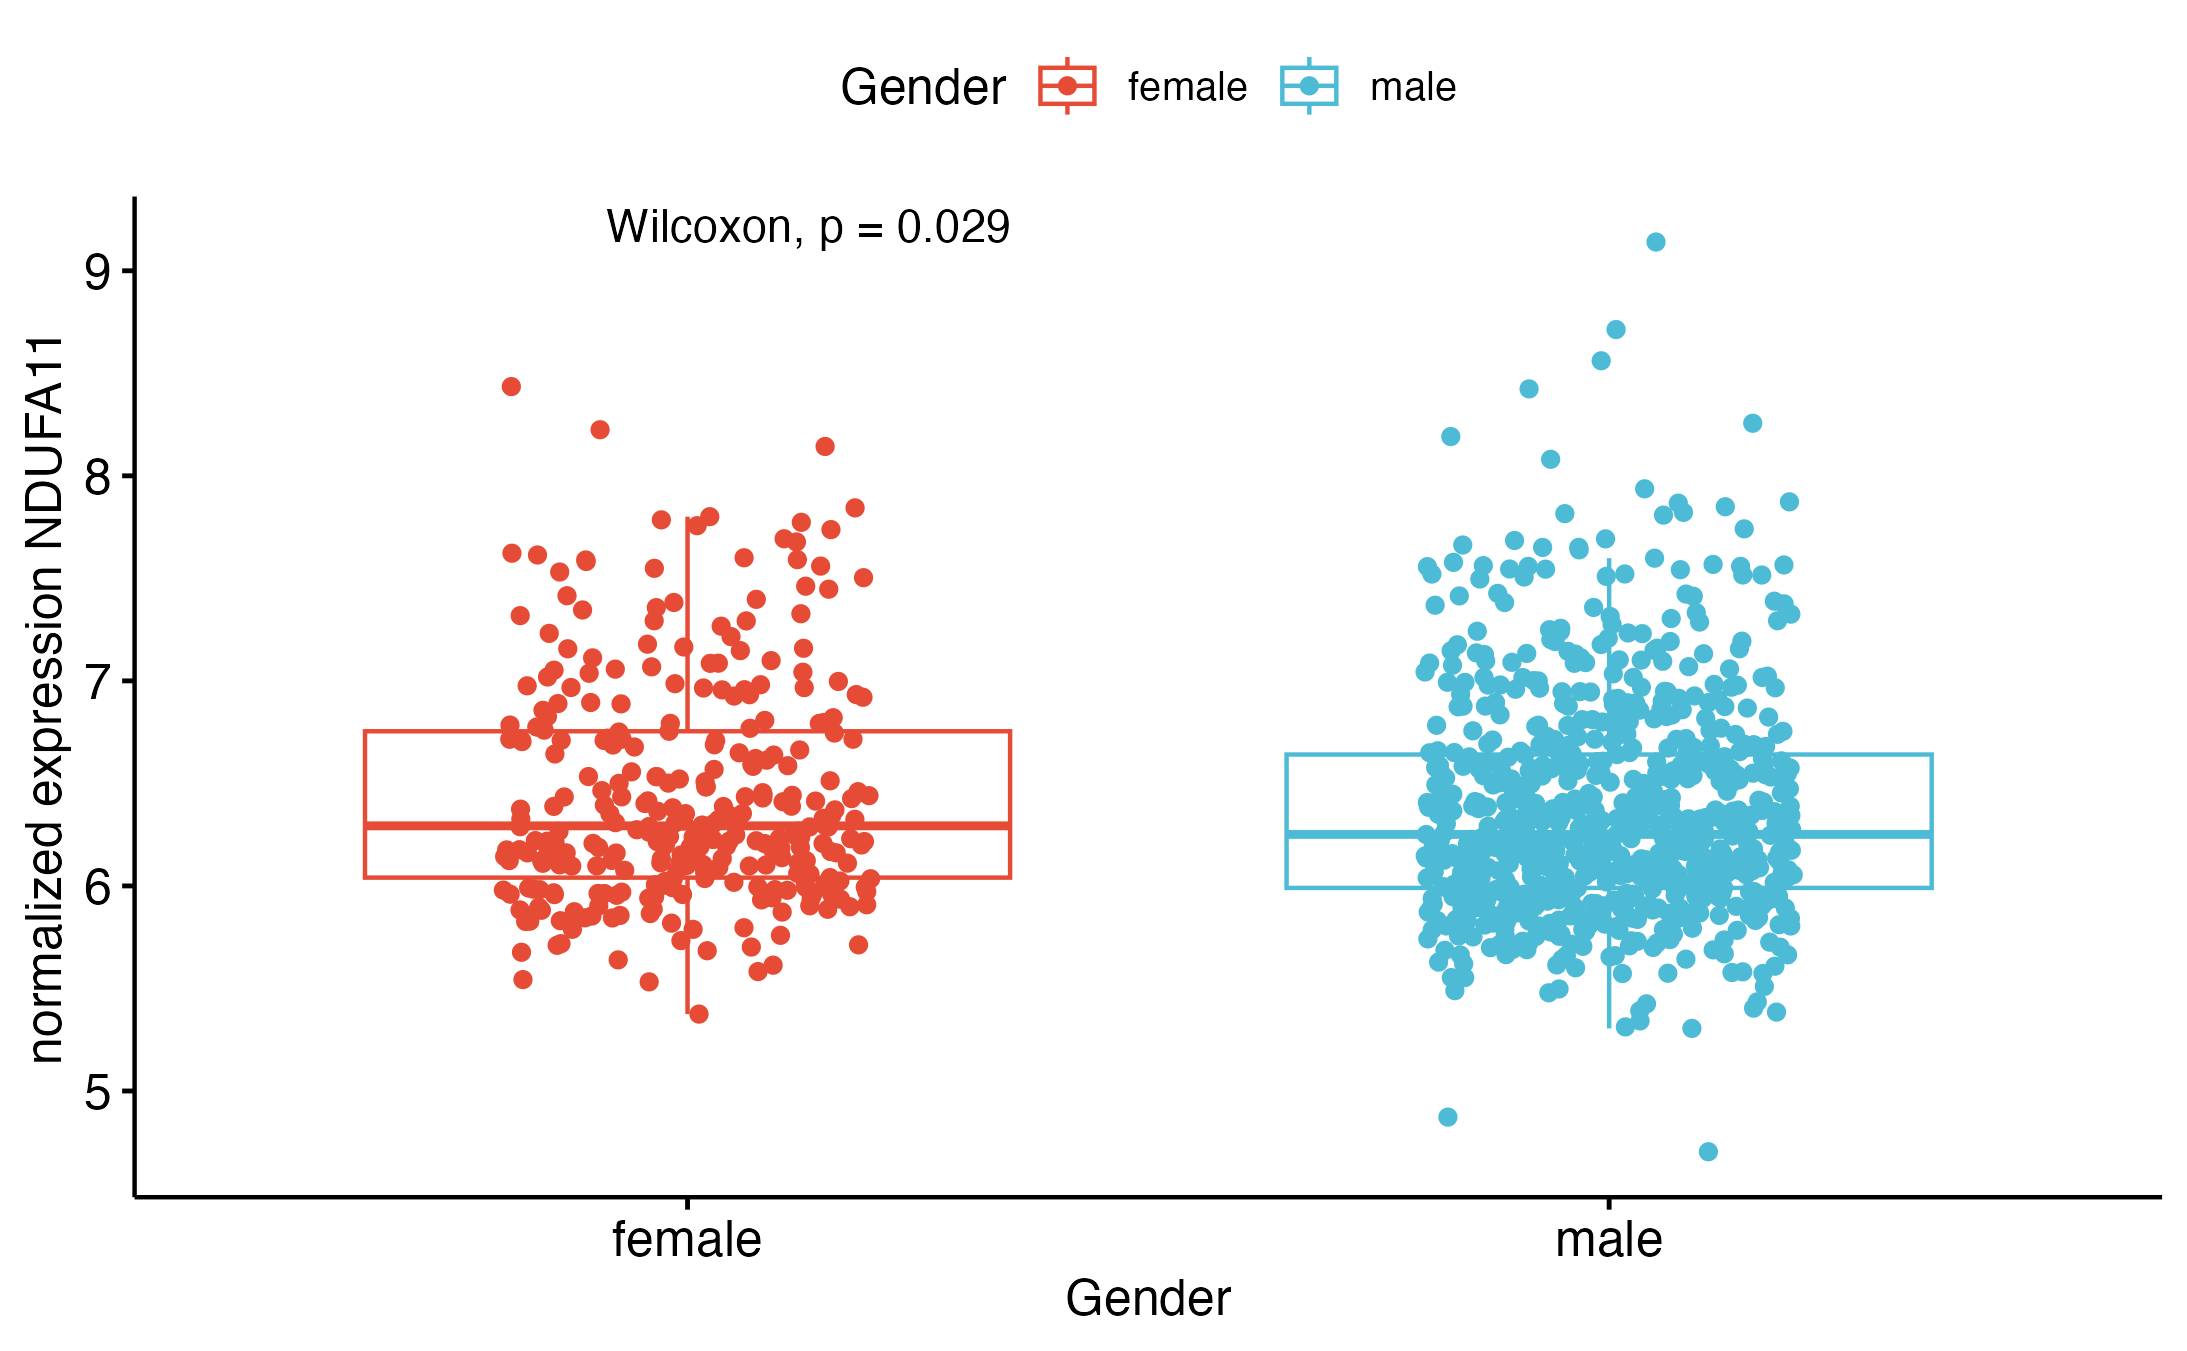 Gender female male
Wilcoxon, p = 0.029
normalized expression NDUFA11
9
8
7
6
5
female male
Gender